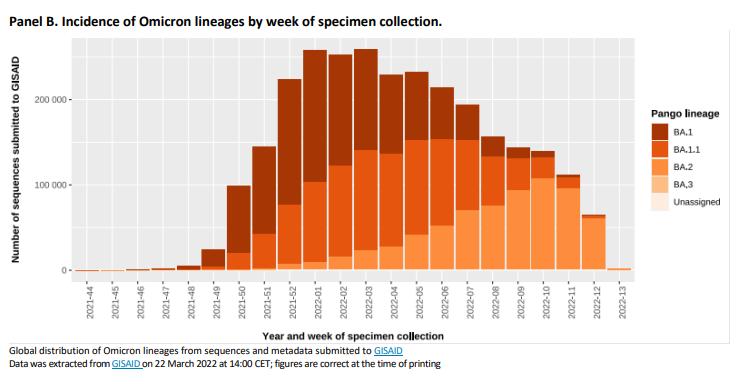 Panel B. Incidence of Omicron lineages by week of specimen collection.
Number of sequences submitted to GISAID
200 000
100 000
0
2021-44
2021-45
2021-46
2021-47
2021-48
2021-49
2021-50
2021-51
2021-52
2022-01
2022-02
2022-03
2022-04
2022-05
2022-06
2022-07
2022-08
2022-09
2022-10
2022-11
2022-12
2022-13
Year and week of specimen collection
Pango lineage
BA.1
BA.1.1
BA.2
BA.3
Unassigned
Global distribution of Omicron lineages from sequences and metadata submitted to GISAID
Data was extracted from GISAID on 22 March 2022 at 14:00 CET; figures are correct at the time of printing